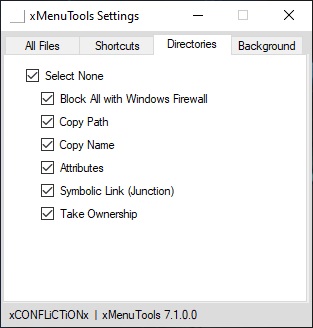 xMenuTools Settings
All Files
Shortcuts
Directories
Background
Select None
Block All with Windows Firewall
Copy Path
Copy Name
Attributes
Symbolic Link (Junction)
Take Ownership
xCONFLiCTiONx | xMenuTools 7.1.0.0